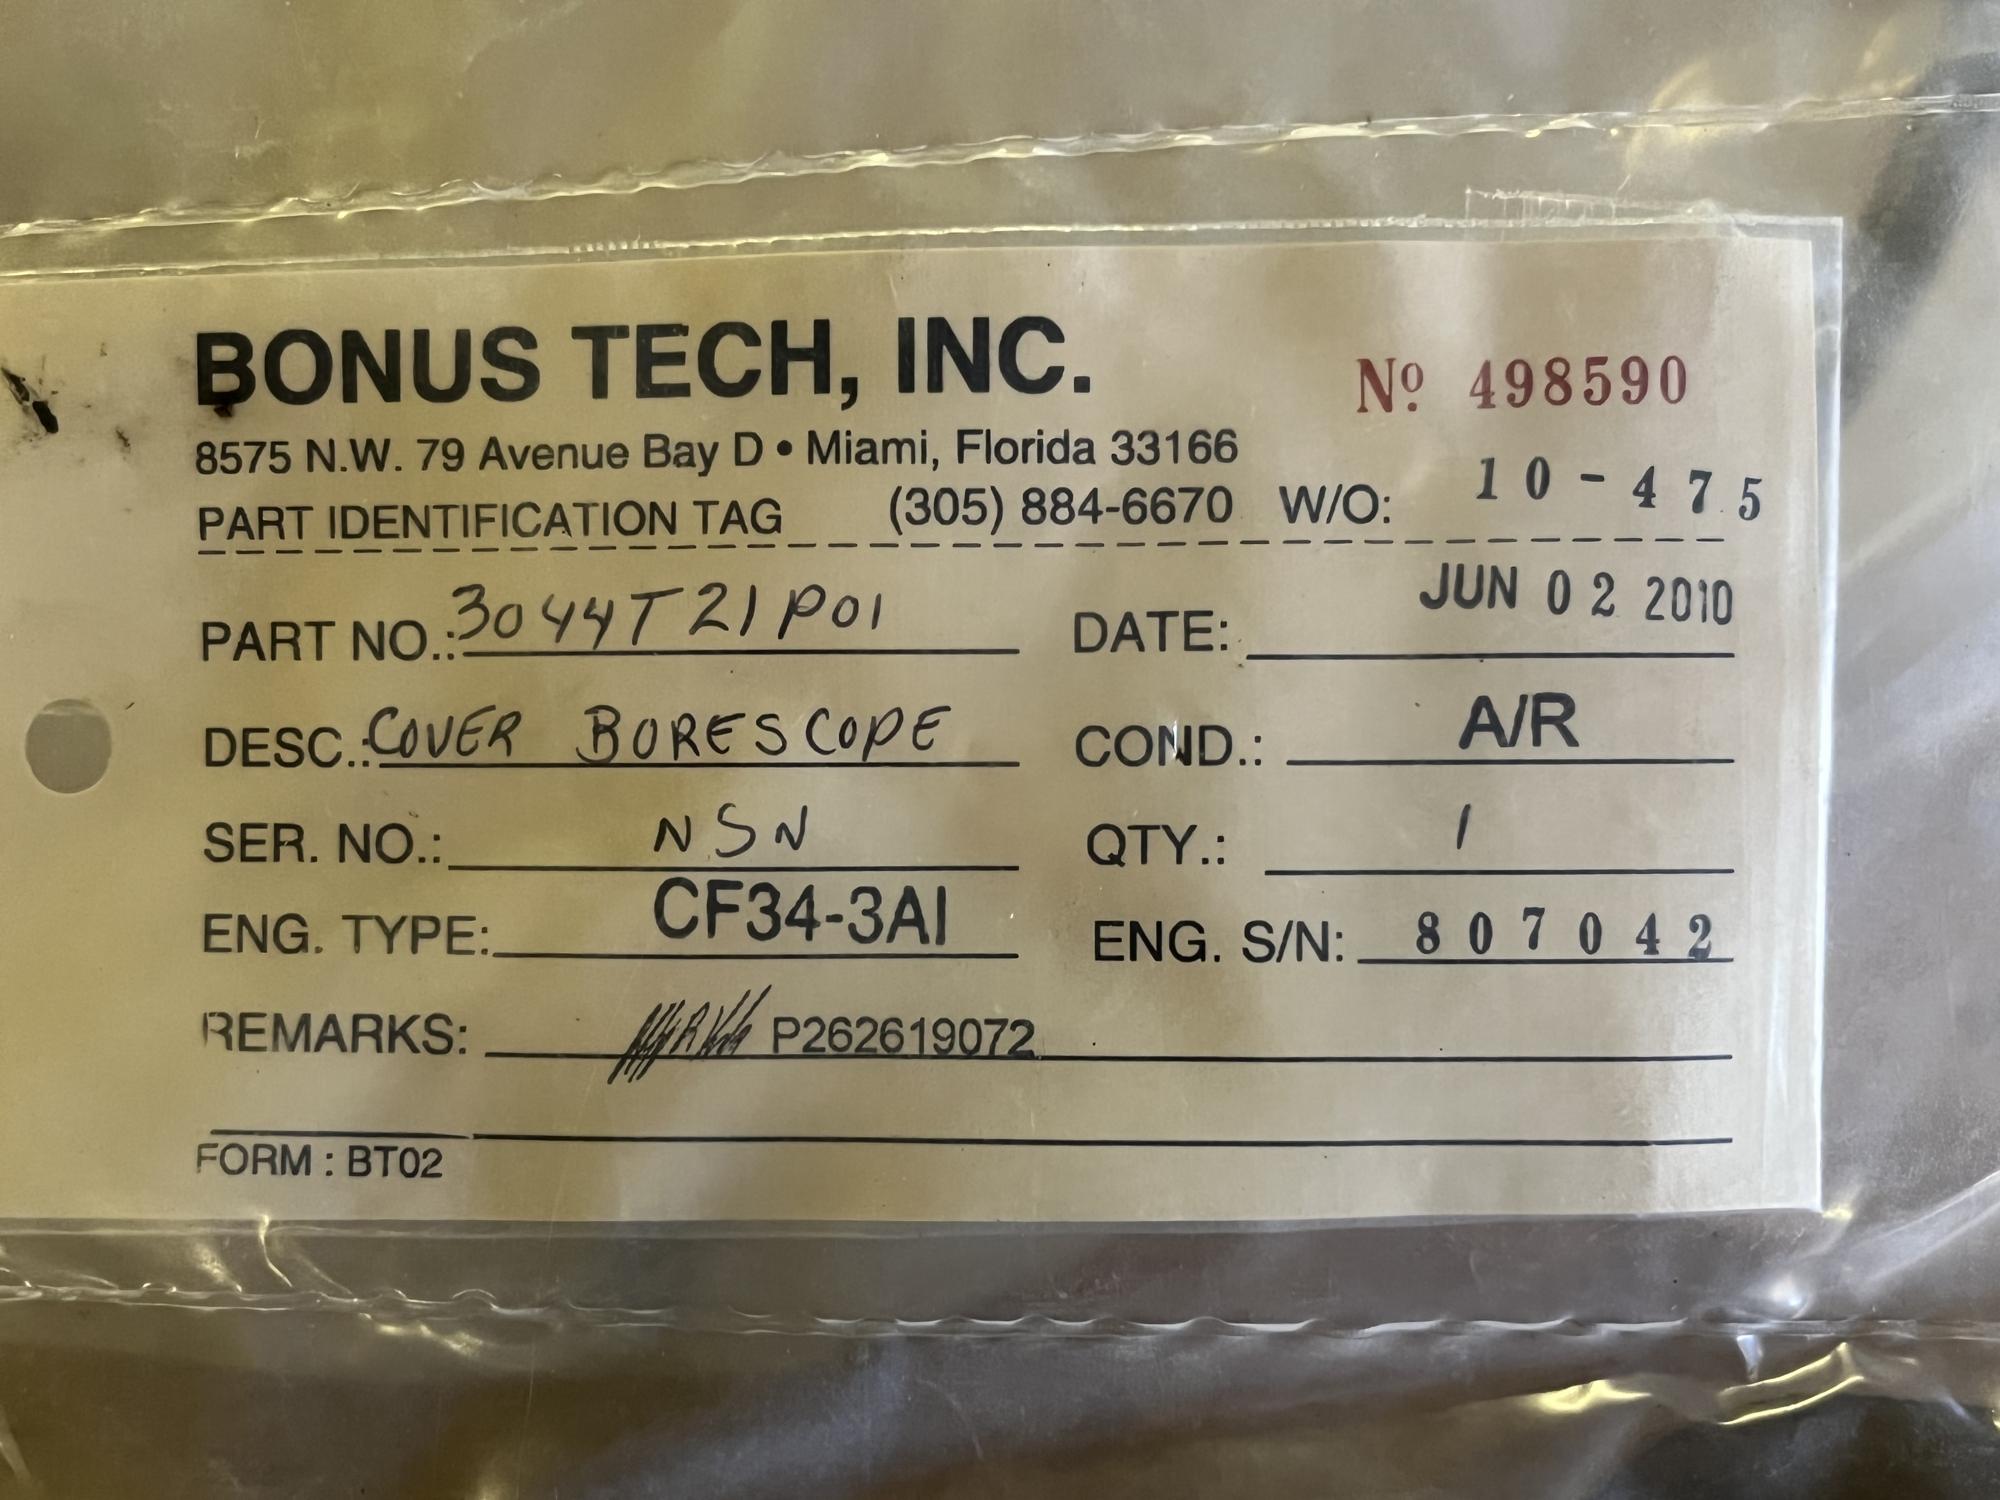 BONUS TECH, INC.
Nº 498590
8575 N.W. 79 Avenue Bay D • Miami, Florida 33166
PART IDENTIFICATION TAG (305) 884-6670 W/O: 10-475
PART NO.: 3044T21P01 DATE: JUN 02 2010
DESC.: COVER BORESCOPE COND.: A/R
SER. NO.: NSN QTY.: 1
ENG. TYPE: CF34-3AI ENG. S/N: 807042
REMARKS: P262619072
FORM : BT02